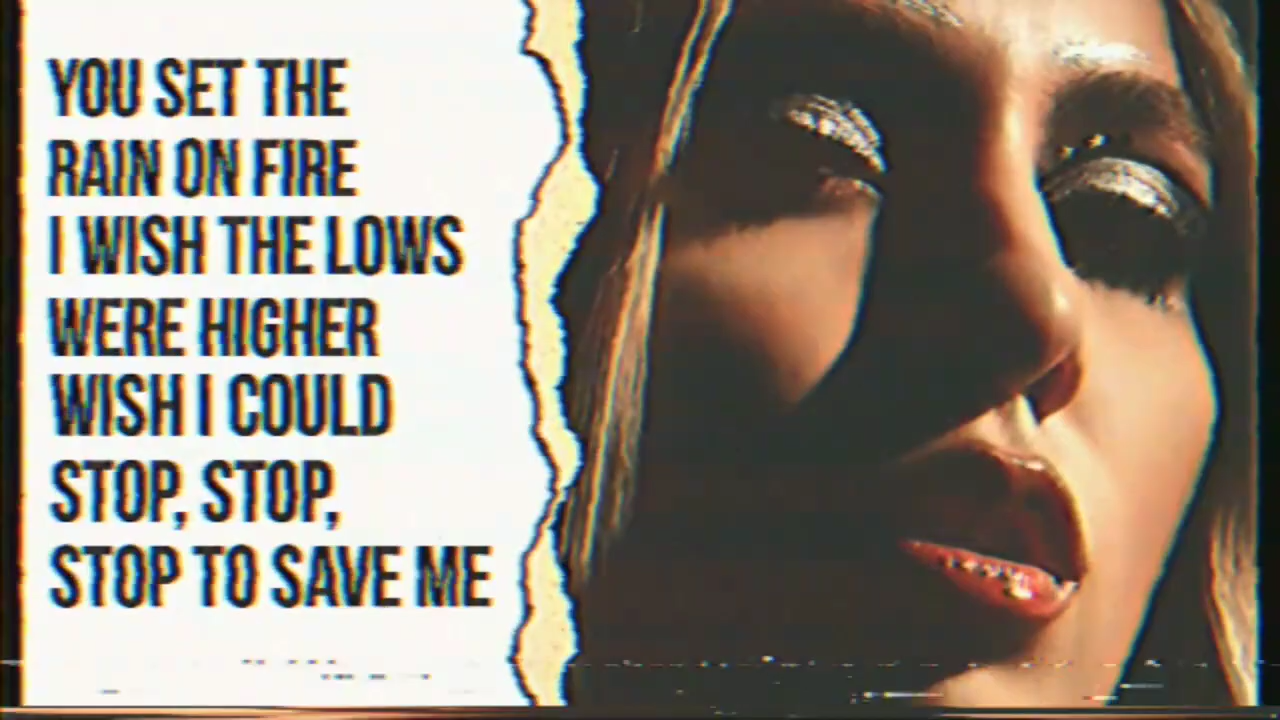 YOU SET THE
RAIN ON FIRE
I WISH THE LOWS
WERE HIGHER
WISH I COULD
STOP, STOP,
STOP TO SAVE ME